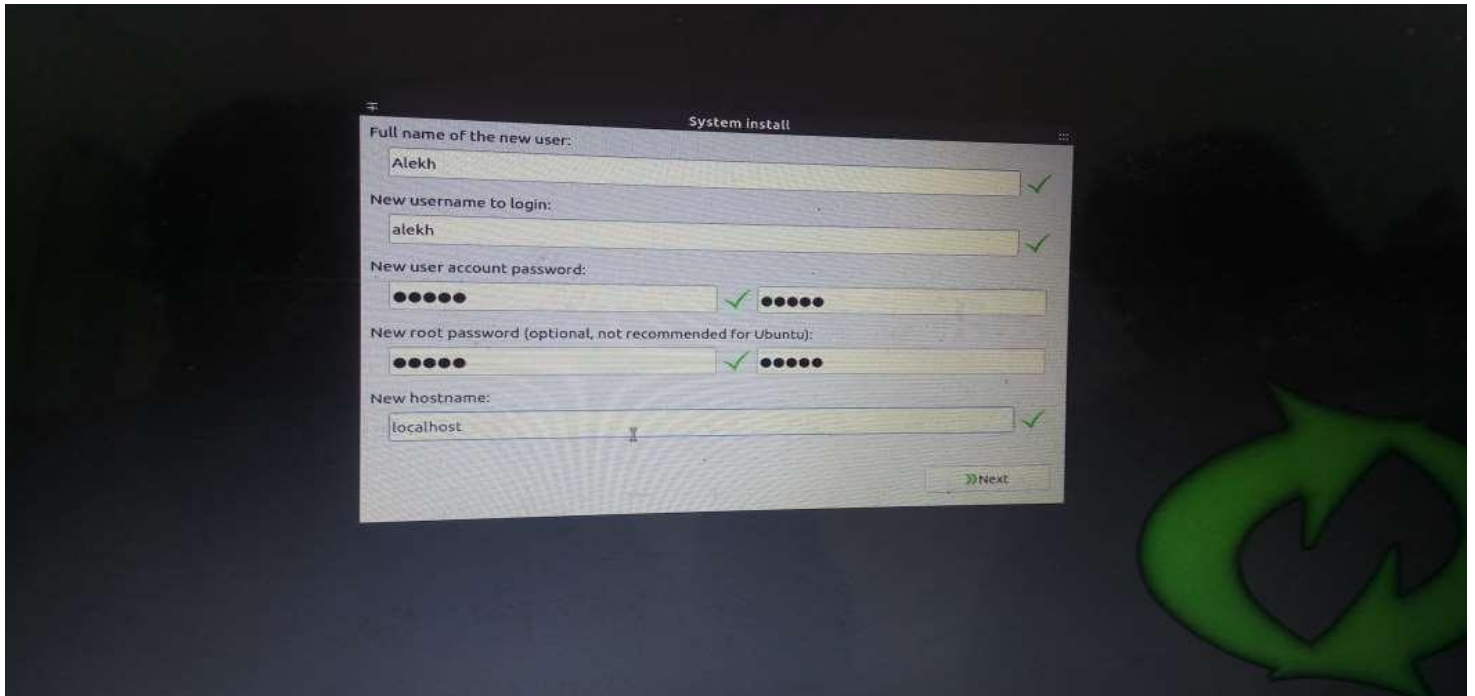 System install
Full name of the new user:
Alekh
New username to login:
alekh
New user account password:
●●●●● ●●●●●
New root password (optional, not recommended for Ubuntu):
●●●●● ●●●●●
New hostname:
localhost
Next